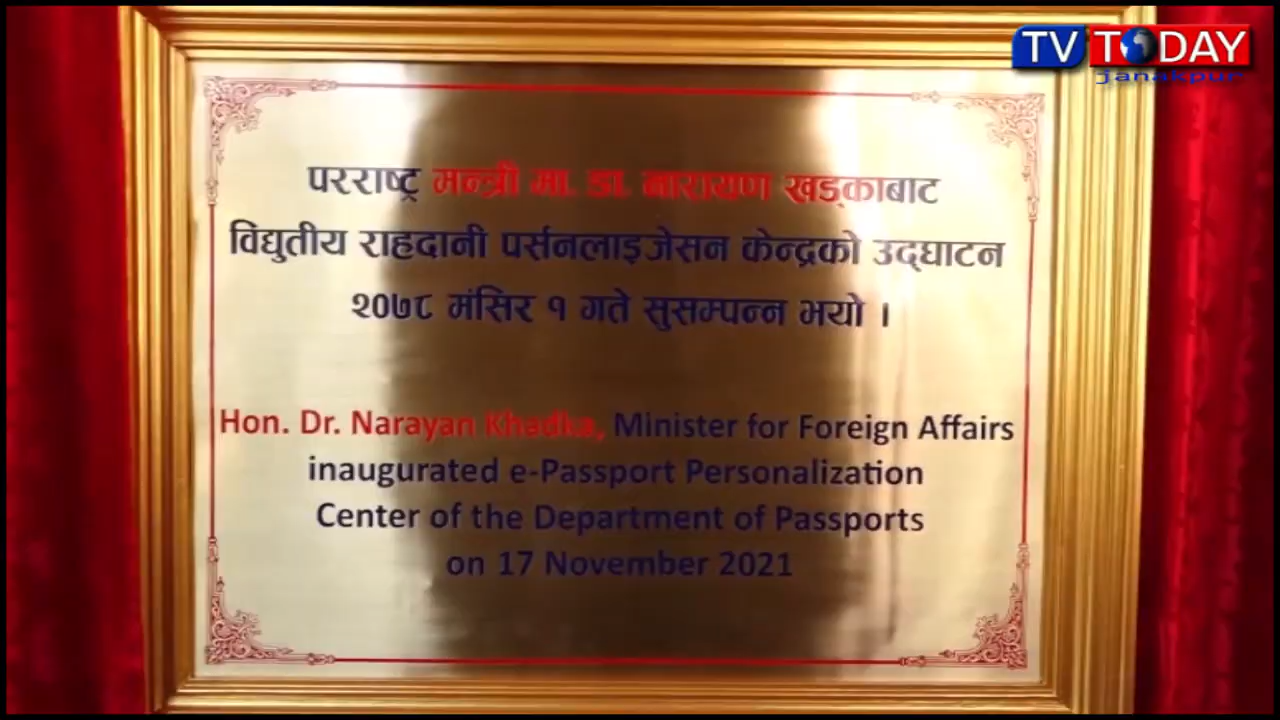 TV TODAY
janakpur
परराष्ट्र मन्त्री मा. डा. नारायण खड्काबाट
विद्युतीय राहदानी पर्सनलाइजेसन केन्द्रको उद्घाटन
२०७८ मंसिर १ गते सुसम्पन्न भयो ।
Hon. Dr. Narayan Khadka, Minister for Foreign Affairs
inaugurated e-Passport Personalization
Center of the Department of Passports
on 17 November 2021